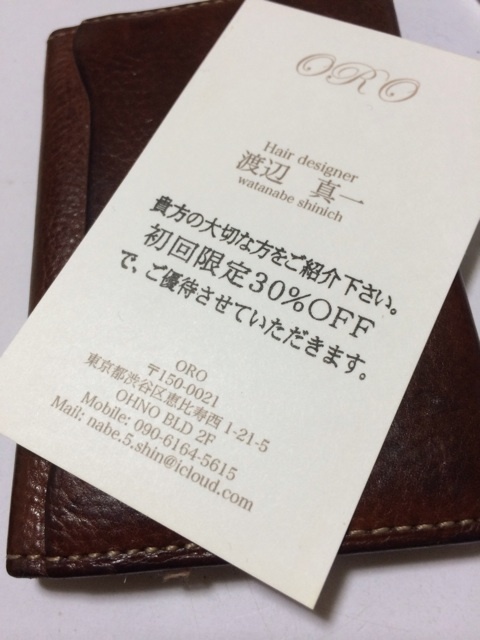 ORO
Hair designer
渡辺 真一
watanabe shinich
貴方の大切な方をご紹介下さい。
初回限定30%OFF
で、ご優待させていただきます。
ORO
〒150-0021
東京都渋谷区恵比寿西 1-21-5
OHNO BLD 2F
Mobile: 090-6164-5615
Mail: nabe.5.shin@icloud.com